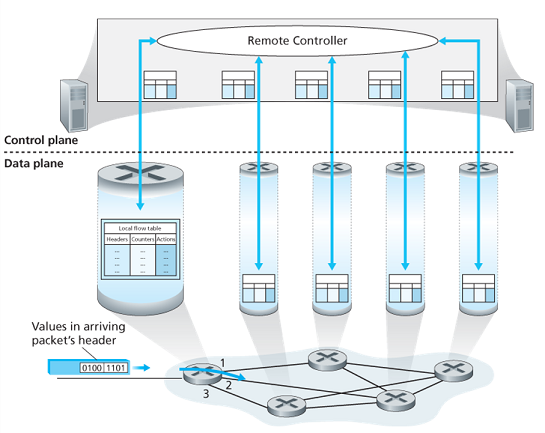 Remote Controller
Control plane
Data plane
Local flow table
Headers Counters Actions
... ... ...
... ... ...
... ... ...
... ... ...
Values in arriving
packet's header
0100 1101
1
2
3